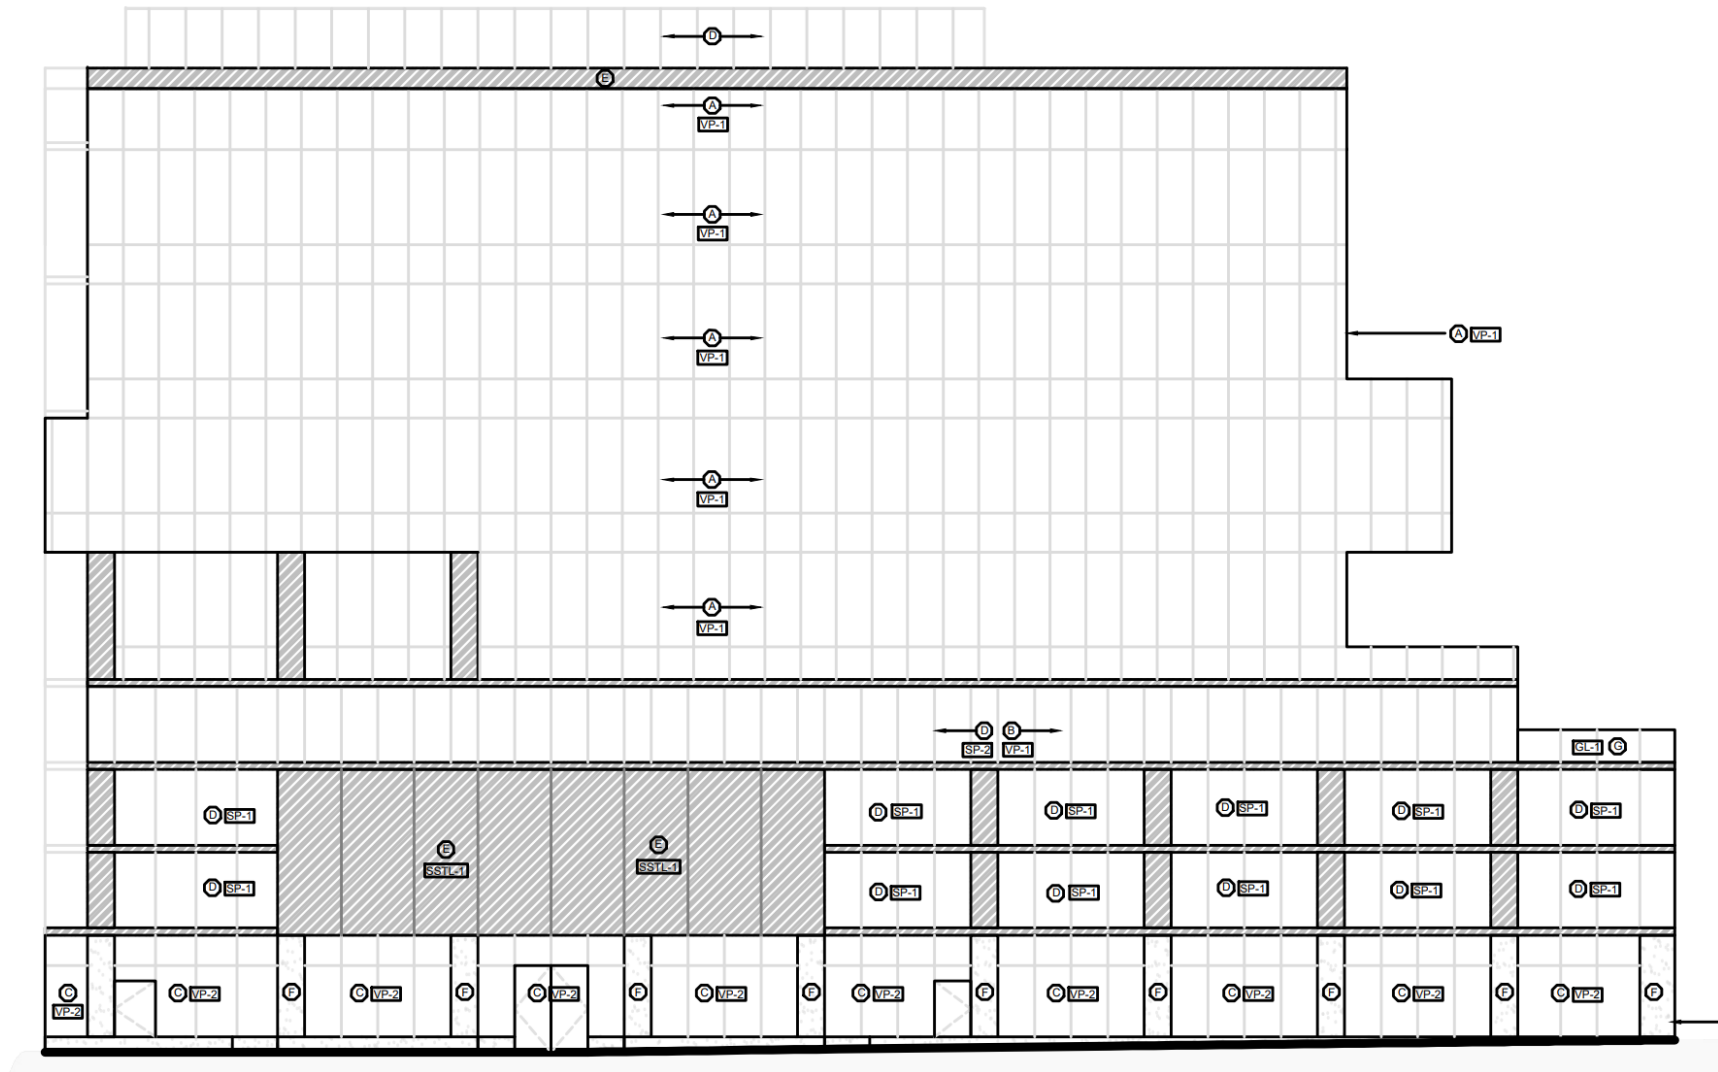 D
E
A
VP-1
A
VP-1
A VP-1
A
VP-1
A
VP-1
A
VP-1
D B
SP-2 VP-1
GL-1 G
D SP-1
D SP-1
D SP-1
D SP-1
D SP-1
D SP-1
E
SSTL-1
E
SSTL-1
D SP-1
D SP-1
D SP-1
D SP-1
D SP-1
D SP-1
C
VP-2
C VP-2
F
C VP-2
F
C VP-2
F
C VP-2
F
C VP-2
F
C VP-2
F
C VP-2
F
C VP-2
F
C VP-2
F